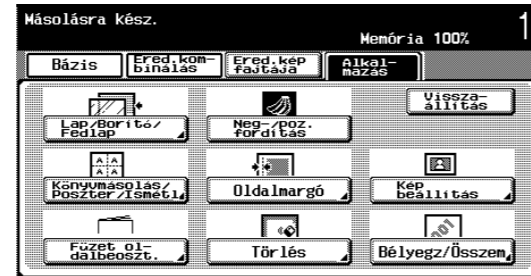 Másolásra kész.
1
Memória 100%
Bázis
Ered.kom-
binálás
Ered.kép
fajtája
Alkal-
mazás
Vissza-
állítás
Lap/Borító/
Fedlap
Neg-/poz.
fordítás
Könyvmásolás/
Poszter/Ismétl.
Oldalmargó
Kép
beállítás
Füzet ol-
dalbeoszt.
Törlés
Bélyegz/Összem